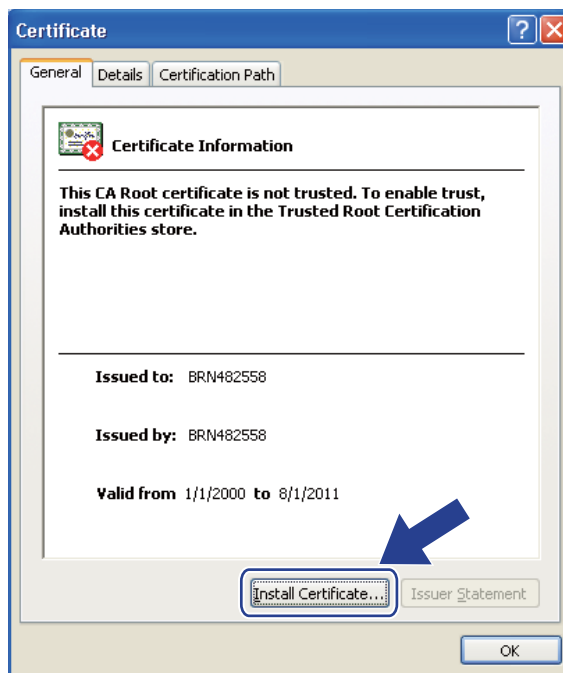 Certificate
General Details Certification Path
Certificate Information
This CA Root certificate is not trusted. To enable trust,
install this certificate in the Trusted Root Certification
Authorities store.
Issued to: BRN482558
Issued by: BRN482558
Valid from 1/1/2000 to 8/1/2011
Install Certificate... Issuer Statement
OK